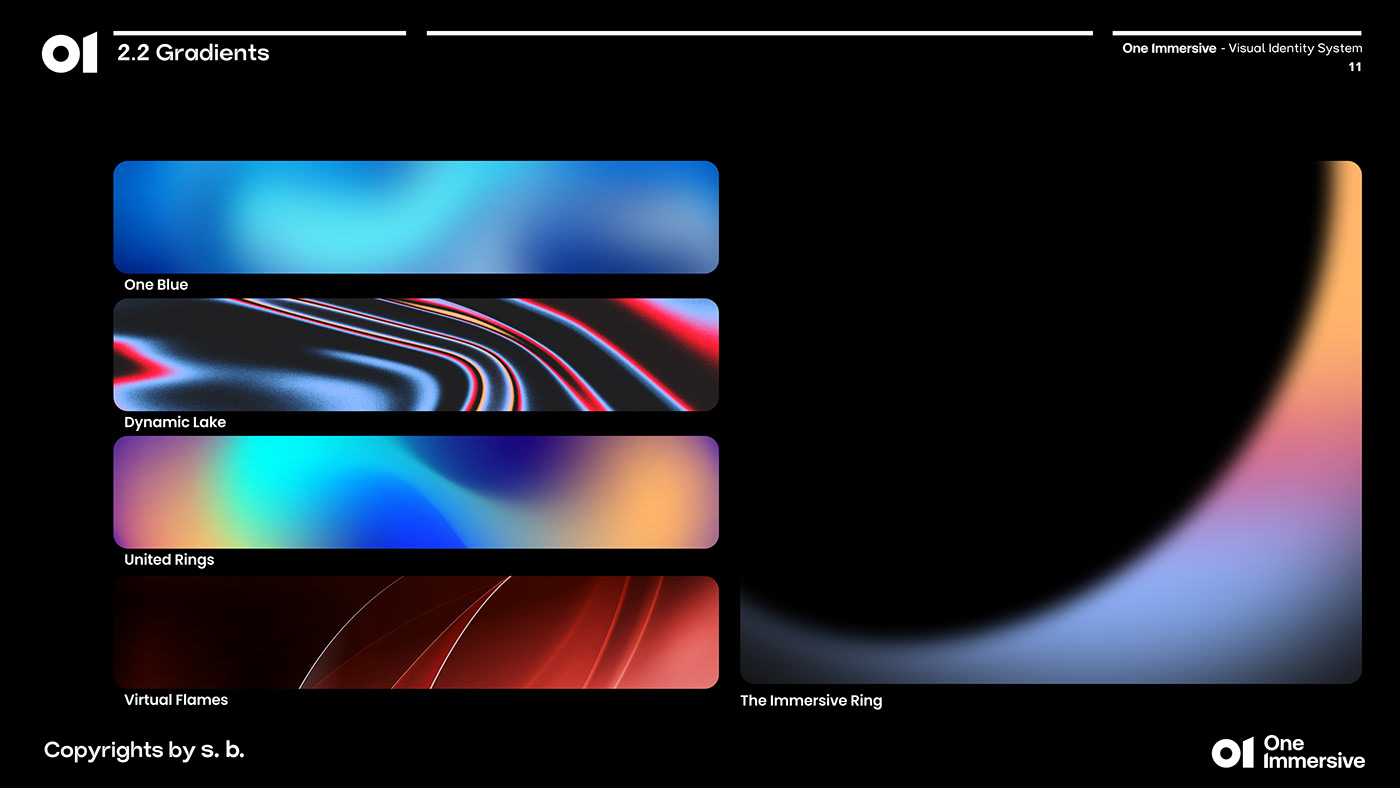 01
2.2 Gradients
One Immersive - Visual Identity System
11
One Blue
Dynamic Lake
United Rings
Virtual Flames
The Immersive Ring
Copyrights by s. b.
01
One
Immersive